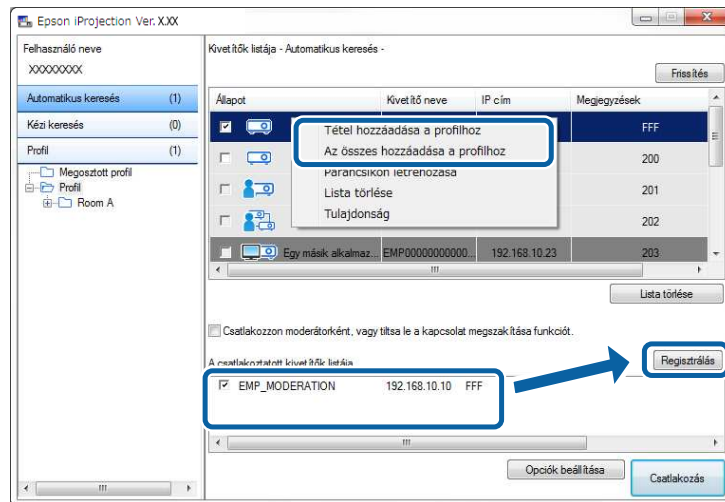 Epson iProjection Ver. X.XX
Felhasználó neve
XXXXXXXX
Automatikus keresés (1)
Kézi keresés (0)
Profil (1)
Megosztott profil
Profil
Room A
Kivetítők listája - Automatikus keresés -
Frissítés
Állapot Kivetítő neve IP cím Megjegyzések
FFF
Tétel hozzáadása a profilhoz
Az összes hozzáadása a profilhoz
Parancsikon létrehozása
Lista törlése
Tulajdonság
200
201
202
Egy másik alkalmaz... EMP00000000000... 192.168.10.23 203
Lista törlése
Csatlakozzon moderátorként, vagy tiltsa le a kapcsolat megszakítása funkciót.
A csatlakoztatott kivetítők listája
Regisztrálás
EMP_MODERATION 192.168.10.10 FFF
Opciók beállítása
Csatlakozás